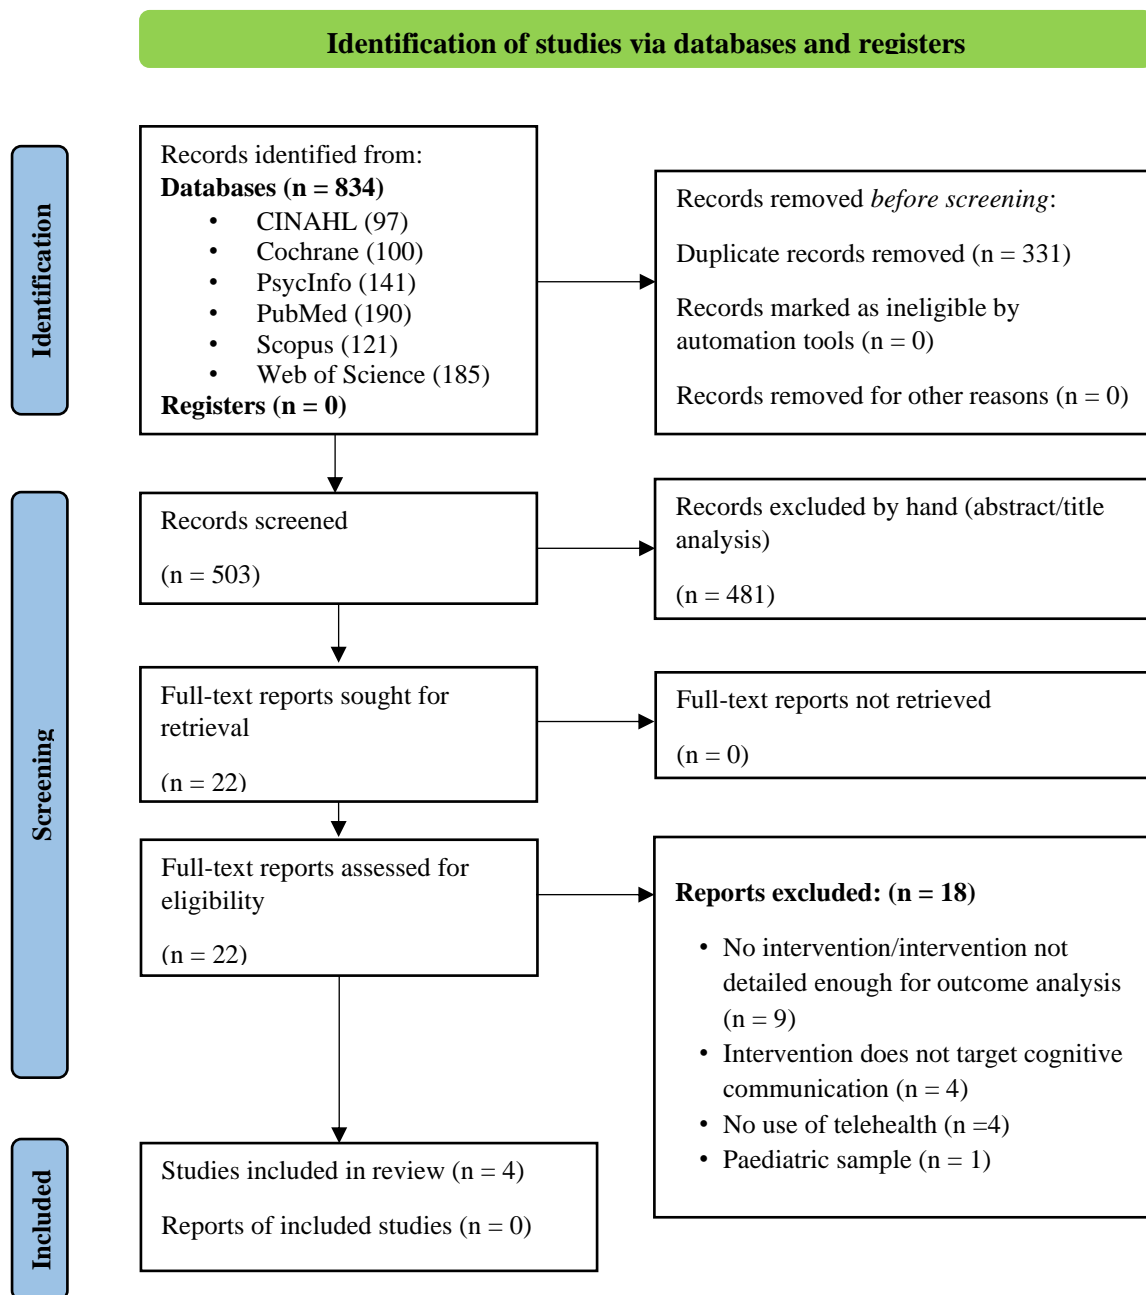 Identification of studies via databases and registers
Identification
Records identified from:
Databases (n = 834)
• CINAHL (97)
• Cochrane (100)
• PsycInfo (141)
• PubMed (190)
• Scopus (121)
• Web of Science (185)
Registers (n = 0)
Records removed before screening:
Duplicate records removed (n = 331)
Records marked as ineligible by
automation tools (n = 0)
Records removed for other reasons (n = 0)
Screening
Records screened
(n = 503)
Records excluded by hand (abstract/title
analysis)
(n = 481)
Full-text reports sought for
retrieval
(n = 22)
Full-text reports not retrieved
(n = 0)
Full-text reports assessed for
eligibility
(n = 22)
Reports excluded: (n = 18)
• No intervention/intervention not
detailed enough for outcome analysis
(n = 9)
• Intervention does not target cognitive
communication (n = 4)
• No use of telehealth (n =4)
• Paediatric sample (n = 1)
Included
Studies included in review (n = 4)
Reports of included studies (n = 0)